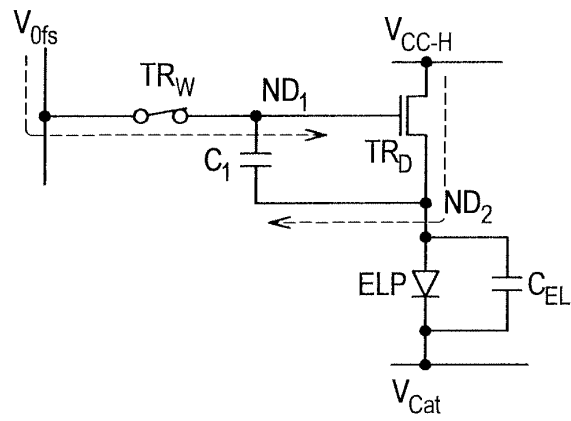 V0fs
VCC-H
TRW
ND1
C1
TRD
ND2
ELP
CEL
VCat